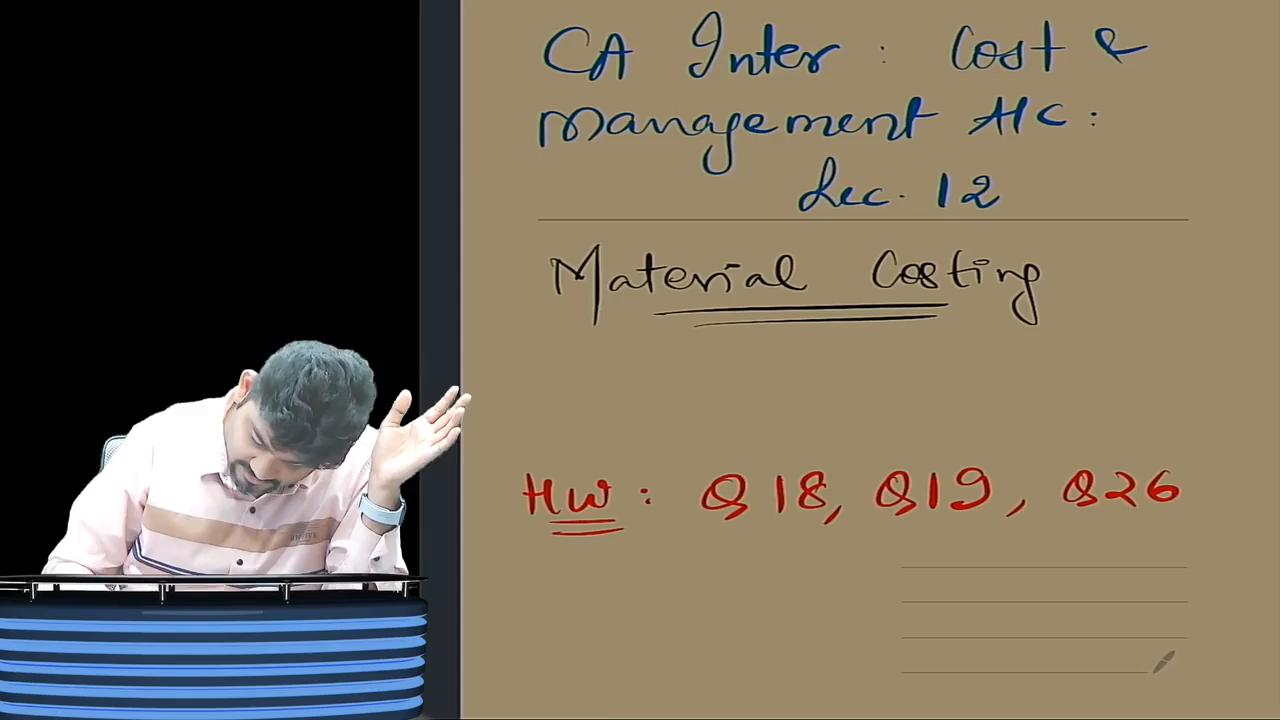 CA Inter : Cost &
Management A/c :
Lec. 12
Material Costing
HW : Q18, Q19, Q26